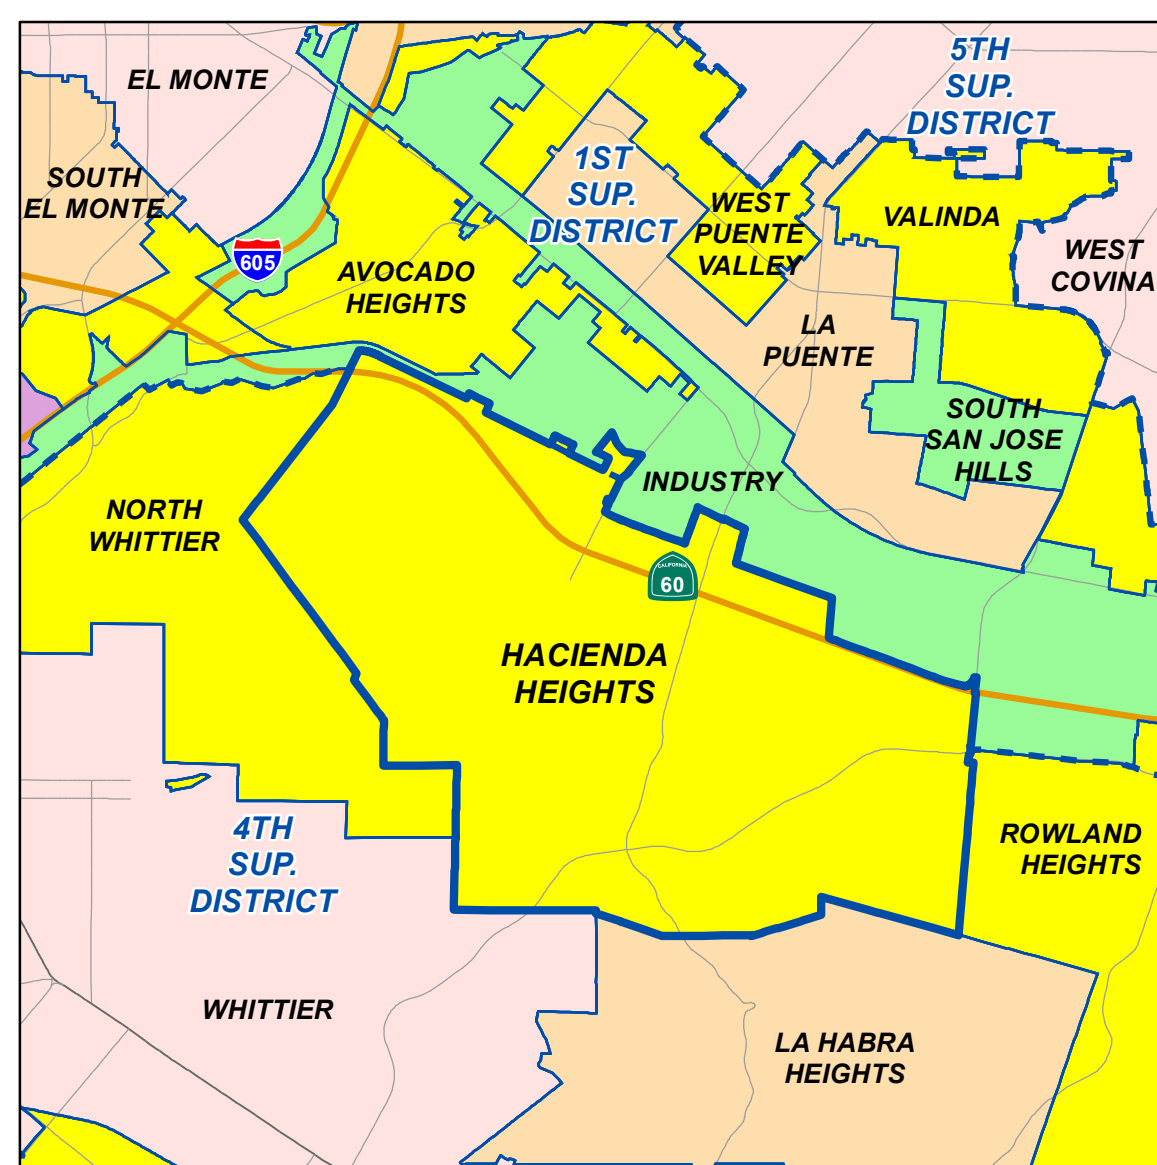 EL MONTE
5TH
SUP.
DISTRICT
SOUTH
EL MONTE
1ST
SUP.
DISTRICT
WEST
PUENTE
VALLEY
VALINDA
WEST
COVINA
605
AVOCADO
HEIGHTS
LA
PUENTE
SOUTH
SAN JOSE
HILLS
INDUSTRY
NORTH
WHITTIER
CALIFORNIA
60
HACIENDA
HEIGHTS
4TH
SUP.
DISTRICT
ROWLAND
HEIGHTS
WHITTIER
LA HABRA
HEIGHTS